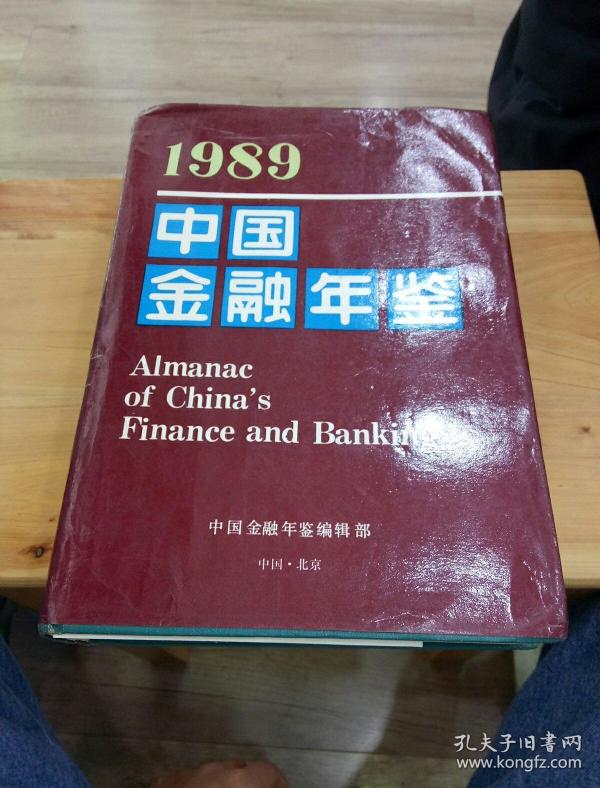 1989
中国
金融年鉴
Almanac
of China's
Finance and Banking
中国金融年鉴编辑部
中国·北京
孔夫子旧书网
www.kongfz.com